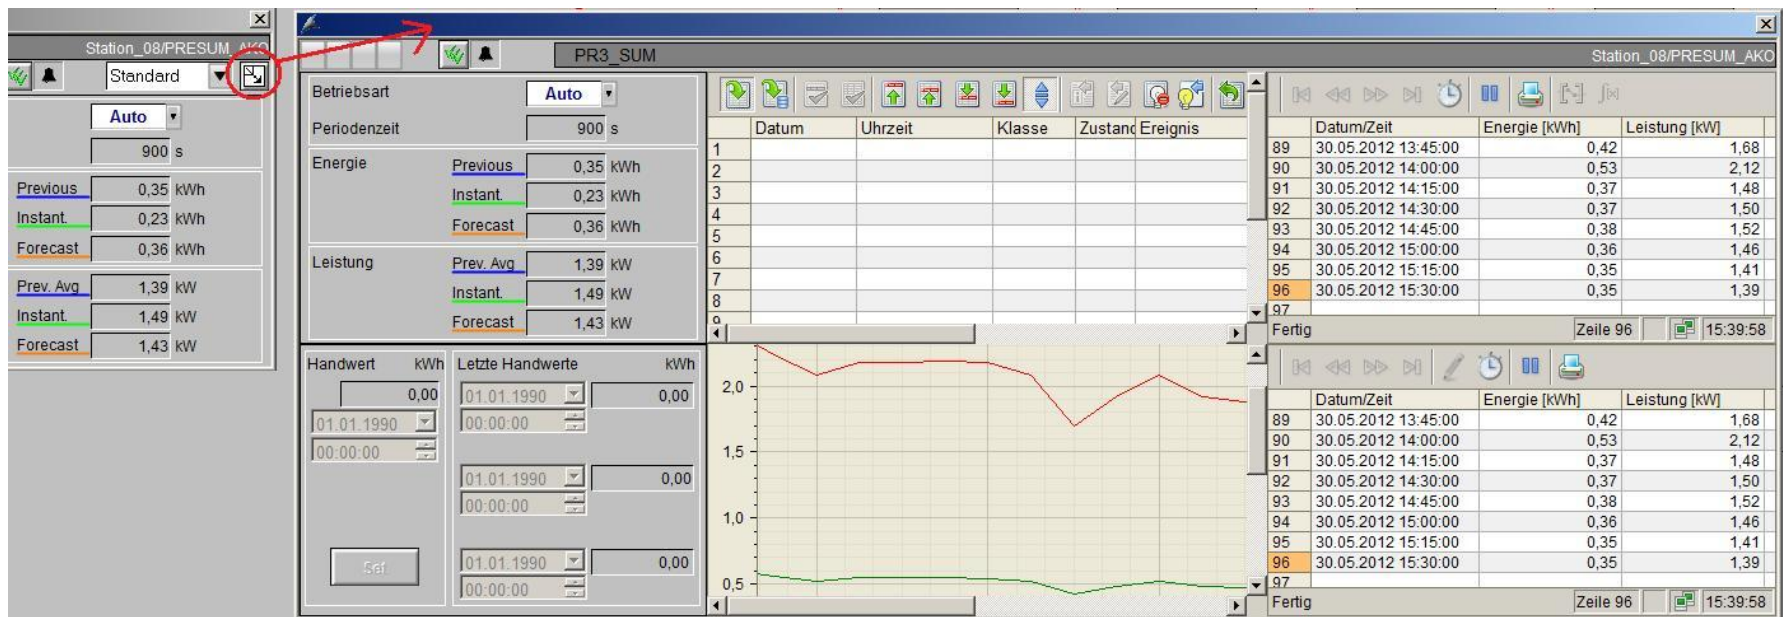 Station_08/PRESUM_AKO
Standard
Auto
900 s
Previous 0,35 kWh
Instant. 0,23 kWh
Forecast 0,36 kWh
Prev. Avg 1,39 kW
Instant. 1,49 kW
Forecast 1,43 kW
PR3_SUM
Station_08/PRESUM_AKO
Betriebsart Auto
Periodenzeit 900 s
Energie Previous 0,35 kWh
Instant. 0,23 kWh
Forecast 0,36 kWh
Leistung Prev. Avg 1,39 kW
Instant. 1,49 kW
Forecast 1,43 kW
Handwert kWh
0,00
01.01.1990
00:00:00
Set
Letzte Handwerte kWh
01.01.1990 0,00
00:00:00
01.01.1990 0,00
00:00:00
01.01.1990 0,00
00:00:00
Datum Uhrzeit Klasse Zustand Ereignis
1
2
3
4
5
6
7
8
9
2,0
1,5
1,0
0,5
Datum/Zeit Energie [kWh] Leistung [kW]
89 30.05.2012 13:45:00 0,42 1,68
90 30.05.2012 14:00:00 0,53 2,12
91 30.05.2012 14:15:00 0,37 1,48
92 30.05.2012 14:30:00 0,37 1,50
93 30.05.2012 14:45:00 0,38 1,52
94 30.05.2012 15:00:00 0,36 1,46
95 30.05.2012 15:15:00 0,35 1,41
96 30.05.2012 15:30:00 0,35 1,39
97
Fertig Zeile 96 15:39:58
Datum/Zeit Energie [kWh] Leistung [kW]
89 30.05.2012 13:45:00 0,42 1,68
90 30.05.2012 14:00:00 0,53 2,12
91 30.05.2012 14:15:00 0,37 1,48
92 30.05.2012 14:30:00 0,37 1,50
93 30.05.2012 14:45:00 0,38 1,52
94 30.05.2012 15:00:00 0,36 1,46
95 30.05.2012 15:15:00 0,35 1,41
96 30.05.2012 15:30:00 0,35 1,39
97
Fertig Zeile 96 15:39:58